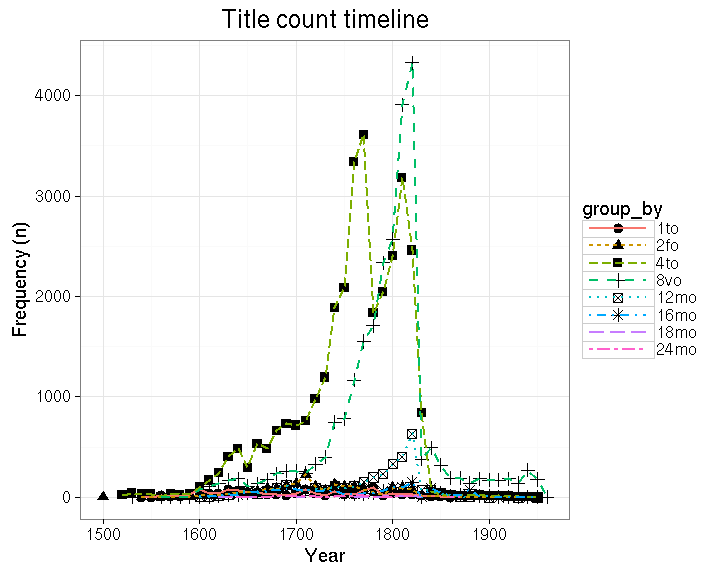 Title count timeline
Frequency (n)
4000
3000
2000
1000
0
1500
1600
1700
1800
1900
Year
group_by
1to
2fo
4to
8vo
12mo
16mo
18mo
24mo